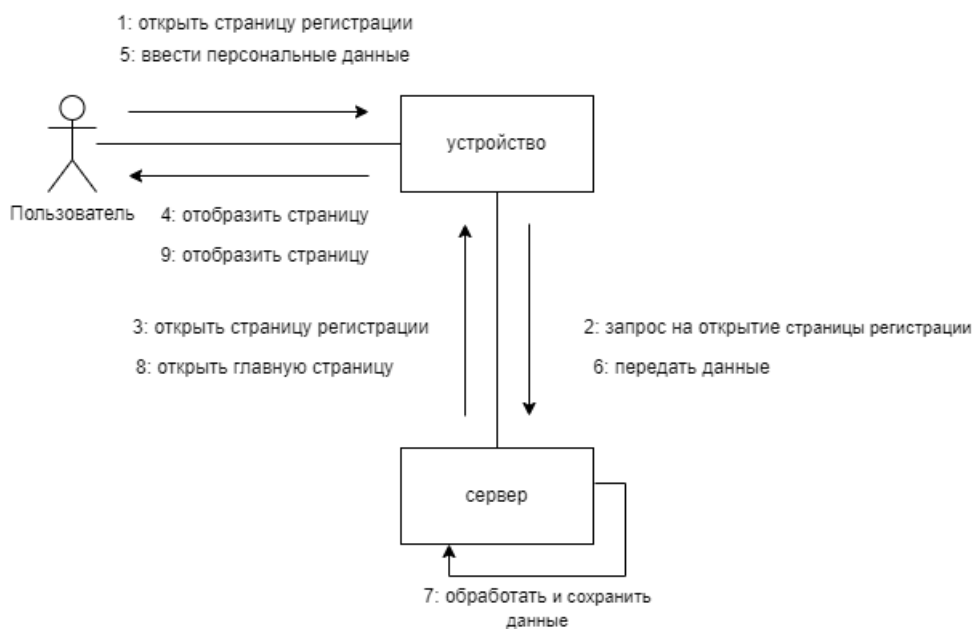 1: открыть страницу регистрации
5: ввести персональные данные
устройство
Пользователь
4: отобразить страницу
9: отобразить страницу
3: открыть страницу регистрации
2: запрос на открытие страницы регистрации
8: открыть главную страницу
6: передать данные
сервер
7: обработать и сохранить
данные